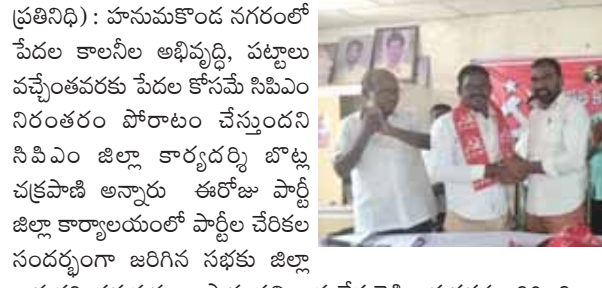 ప్రతినిధి) : హనుమకొండ నగరంలో
పేదల కాలనీల అభివృద్ధి, పట్టాలు
వచ్చేంతవరకు పేదల కోసమే సిపిఎం
నిరంతరం పోరాటం చేస్తుందని
సిపిఎం జిల్లా కార్యదర్శి బొట్ల
చక్రపాణి అన్నారు ఈరోజు పార్టీ
జిల్లా కార్యాలయంలో పార్టీల చేరికల
సందర్భంగా జరిగిన సభకు జిల్లా